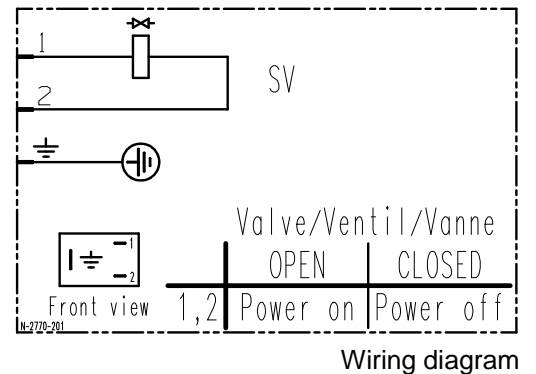 1
SV
2
Valve/Ventil/Vanne
1
OPEN CLOSED
2
Front view 1,2 Power on Power off
N-2770-201
Wiring diagram